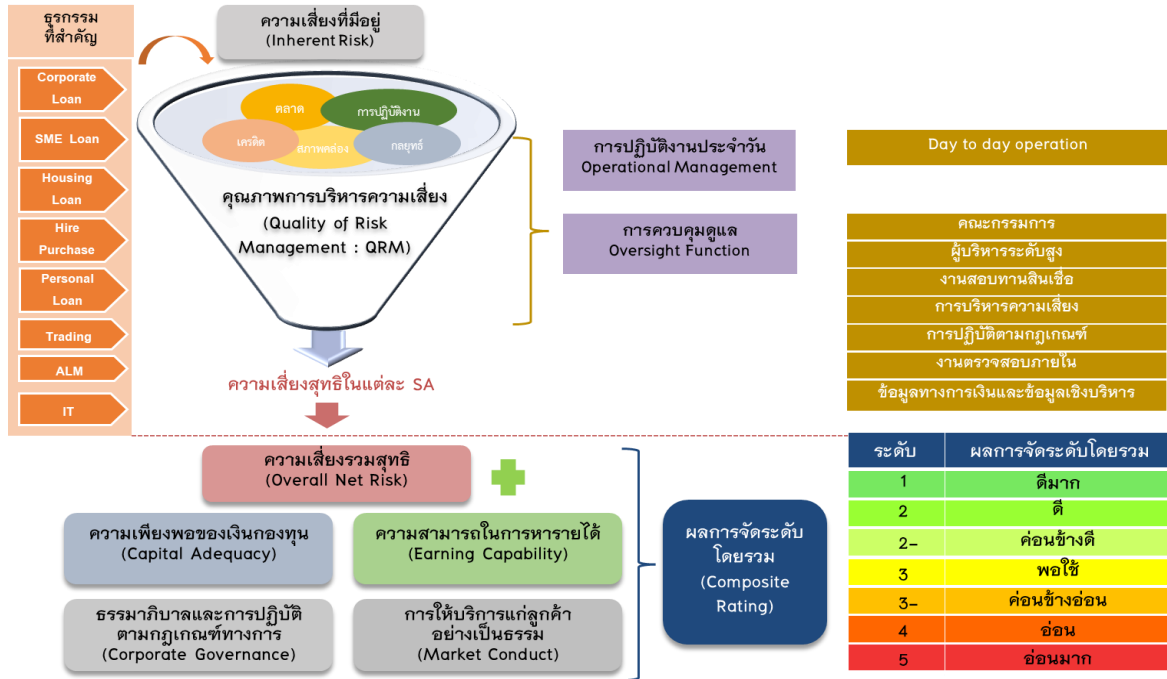 ธุรกรรม
ที่สำคัญ
Corporate
Loan
SME Loan
Housing
Loan
Hire
Purchase
Personal
Loan
Trading
ALM
IT
ความเสี่ยงที่มีอยู่
(Inherent Risk)
ตลาด
การปฏิบัติงาน
เครดิต
สภาพคล่อง
กลยุทธ์
คุณภาพการบริหารความเสี่ยง
(Quality of Risk
Management : QRM)
ความเสี่ยงสุทธิในแต่ละ SA
การปฏิบัติงานประจำวัน
Operational Management
การควบคุมดูแล
Oversight Function
Day to day operation
คณะกรรมการ
ผู้บริหารระดับสูง
งานสอบทานสินเชื่อ
การบริหารความเสี่ยง
การปฏิบัติตามกฎเกณฑ์
งานตรวจสอบภายใน
ข้อมูลทางการเงินและข้อมูลเชิงบริหาร
ความเสี่ยงรวมสุทธิ
(Overall Net Risk)
ความเพียงพอของเงินกองทุน
(Capital Adequacy)
ความสามารถในการหารายได้
(Earning Capability)
ธรรมาภิบาลและการปฏิบัติ
ตามกฎเกณฑ์ทางการ
(Corporate Governance)
การให้บริการแก่ลูกค้า
อย่างเป็นธรรม
(Market Conduct)
ผลการจัดระดับ
โดยรวม
(Composite
Rating)
ระดับ ผลการจัดระดับโดยรวม
1 ดีมาก
2 ดี
2- ค่อนข้างดี
3 พอใช้
3- ค่อนข้างอ่อน
4 อ่อน
5 อ่อนมาก